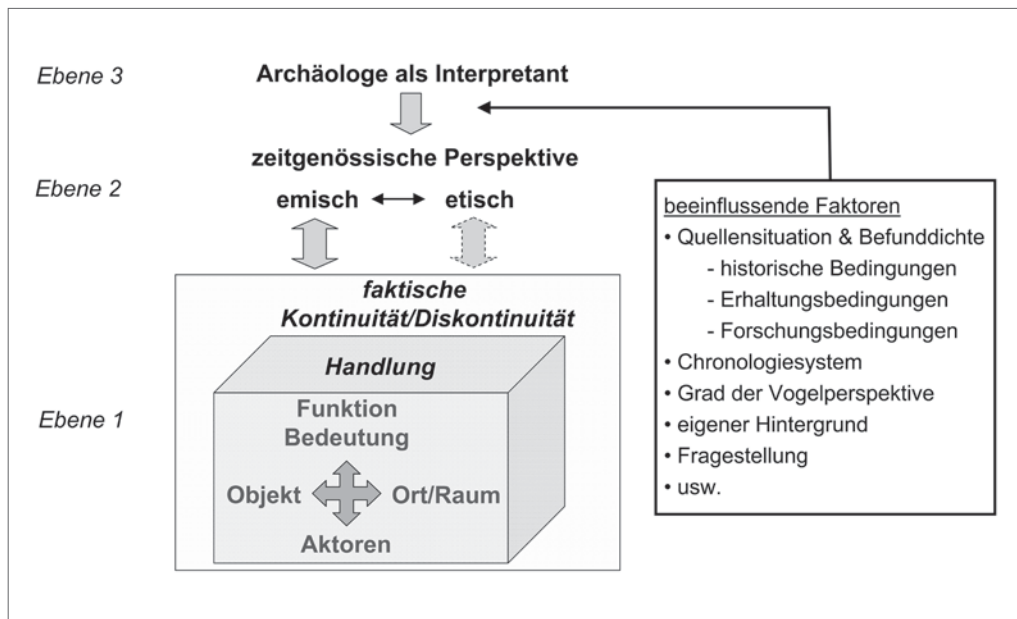 Ebene 3
Archäologe als Interpretant
zeitgenössische Perspektive
Ebene 2
emisch
etisch
faktische
Kontinuität/Diskontinuität
Handlung
Ebene 1
Funktion
Bedeutung
Objekt
Ort/Raum
Aktoren
beeinflussende Faktoren
• Quellensituation & Befunddichte
- historische Bedingungen
- Erhaltungsbedingungen
- Forschungsbedingungen
• Chronologiesystem
• Grad der Vogelperspektive
• eigener Hintergrund
• Fragestellung
• usw.